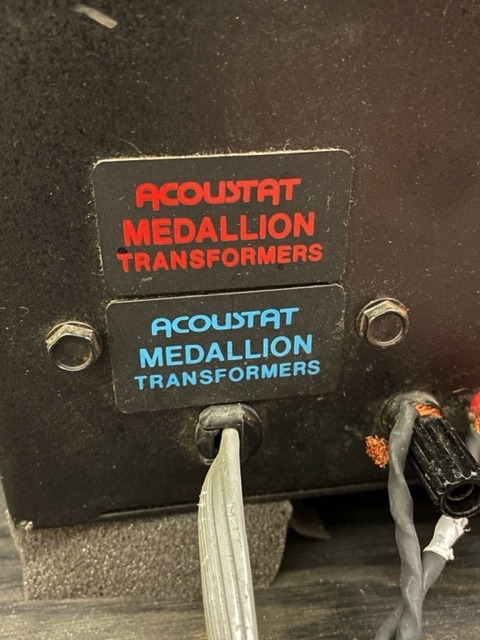 ACOUSTAT
MEDALLION
TRANSFORMERS
ACOUSTAT
MEDALLION
TRANSFORMERS